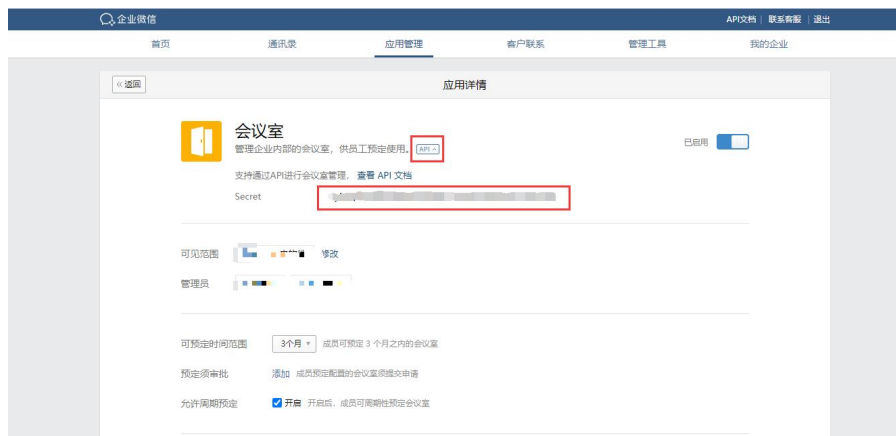 企业微信
API文档 | 联系客服 | 退出
首页 通讯录 应用管理 客户联系 管理工具 我的企业
« 返回
应用详情
会议室
管理企业内部的会议室，供员工预定使用。 API
已启用
支持通过API进行会议室管理。 查看 API 文档
Secret
可见范围 修改
管理员
可预定时间范围 3个月 成员可预定 3 个月之内的会议室
预定须审批 添加 成员预定配置的会议室须提交申请
允许周期预定 开启 开启后，成员可周期性预定会议室